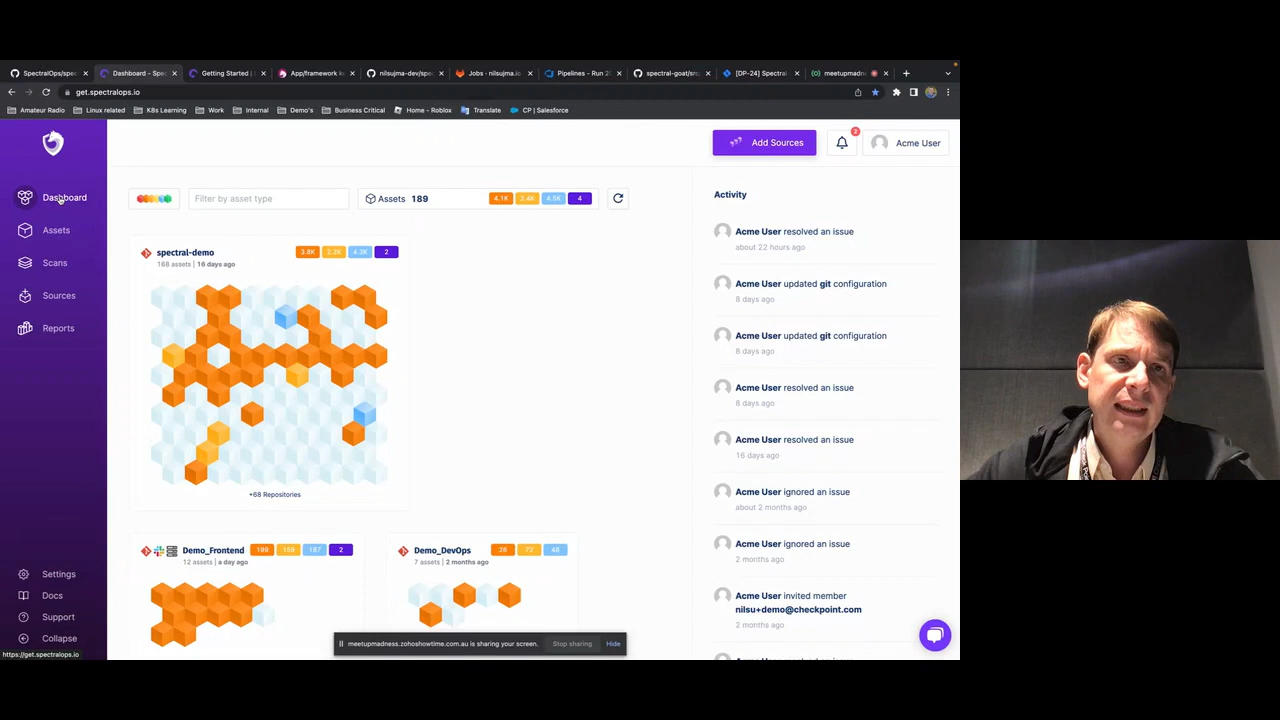 SpectralOps/spec
Dashboard - Spec
Getting Started |
App/framework k
nilsujma-dev/spec
Jobs · nilsujma.io
Pipelines - Run 20
spectral-goat/src
[DP-24] Spectral
meetupmadn
get.spectralops.io
Amateur Radio
Linux related
K8s Learning
Work
Internal
Demo's
Business Critical
Home - Roblox
Translate
CP | Salesforce
Add Sources
2
Acme User
Dashboard
Assets
Scans
Sources
Reports
Filter by asset type
Assets 189
4.1K 2.4K 4.5K 4
spectral-demo
3.8K 2.2K 4.3K 2
168 assets | 16 days ago
+68 Repositories
Demo_Frontend
199 159 187 2
12 assets | a day ago
Demo_DevOps
26 72 48
7 assets | 2 months ago
Activity
Acme User resolved an issue
about 22 hours ago
Acme User updated git configuration
8 days ago
Acme User updated git configuration
8 days ago
Acme User resolved an issue
8 days ago
Acme User resolved an issue
16 days ago
Acme User ignored an issue
about 2 months ago
Acme User ignored an issue
2 months ago
Acme User invited member
nilsu+demo@checkpoint.com
2 months ago
Settings
Docs
Support
Collapse
https://get.spectralops.io
meetupmadness.zohoshowtime.com.au is sharing your screen.
Stop sharing
Hide